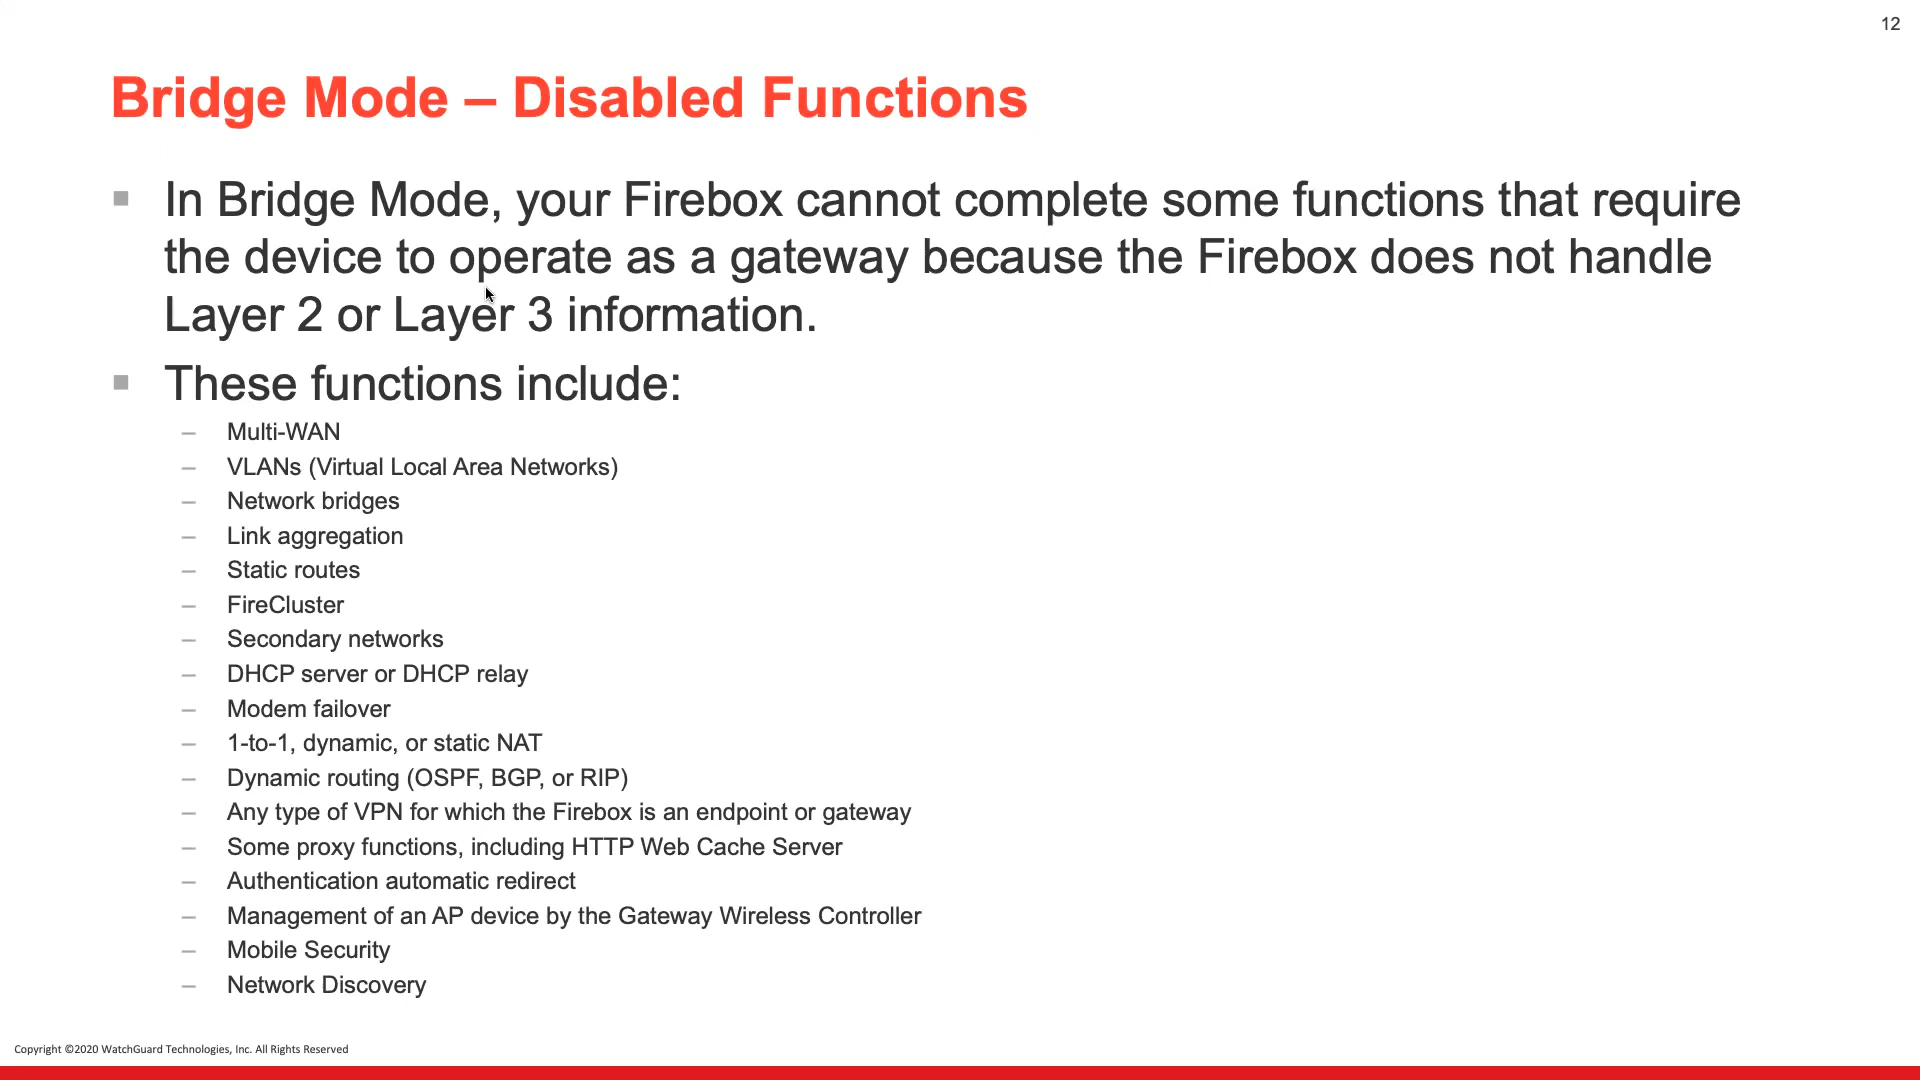 12
Bridge Mode – Disabled Functions
▪ In Bridge Mode, your Firebox cannot complete some functions that require
the device to operate as a gateway because the Firebox does not handle
Layer 2 or Layer 3 information.
▪ These functions include:
– Multi-WAN
– VLANs (Virtual Local Area Networks)
– Network bridges
– Link aggregation
– Static routes
– FireCluster
– Secondary networks
– DHCP server or DHCP relay
– Modem failover
– 1-to-1, dynamic, or static NAT
– Dynamic routing (OSPF, BGP, or RIP)
– Any type of VPN for which the Firebox is an endpoint or gateway
– Some proxy functions, including HTTP Web Cache Server
– Authentication automatic redirect
– Management of an AP device by the Gateway Wireless Controller
– Mobile Security
– Network Discovery
Copyright ©2020 WatchGuard Technologies, Inc. All Rights Reserved